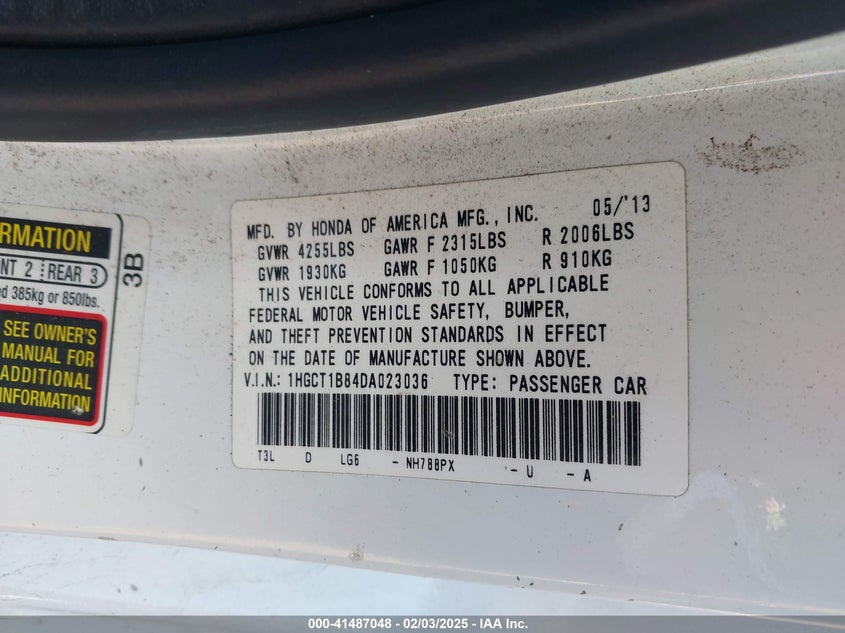 RMATION
NT 2 REAR 3
ed 385kg or 850lbs.
SEE OWNER'S
MANUAL FOR
ADDITIONAL
INFORMATION
3B
MFD. BY HONDA OF AMERICA MFG., INC. 05/'13
GVWR 4255LBS GAWR F 2315LBS R 2006LBS
GVWR 1930KG GAWR F 1050KG R 910KG
THIS VEHICLE CONFORMS TO ALL APPLICABLE
FEDERAL MOTOR VEHICLE SAFETY, BUMPER,
AND THEFT PREVENTION STANDARDS IN EFFECT
ON THE DATE OF MANUFACTURE SHOWN ABOVE.
V.I.N.: 1HGCT1B84DA023036 TYPE: PASSENGER CAR
T3L D LG6 - NH788PX - U - A
000-41487048 - 02/03/2025 - IAA Inc.